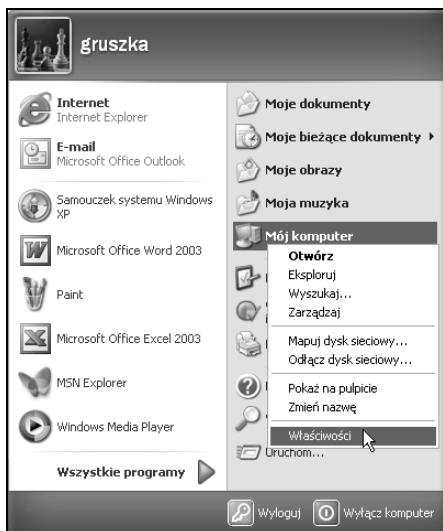 gruszka
Internet
Internet Explorer
E-mail
Microsoft Office Outlook
Samouczek systemu Windows
XP
Microsoft Office Word 2003
Paint
Microsoft Office Excel 2003
MSN Explorer
Windows Media Player
Wszystkie programy
Moje dokumenty
Moje bieżące dokumenty
Moje obrazy
Moja muzyka
Mój komputer
Otwórz
Eksploruj
Wyszukaj...
Zarządzaj
Mapuj dysk sieciowy...
Odłącz dysk sieciowy...
Pokaż na pulpicie
Zmień nazwę
Właściwości
Uruchom...
Wyloguj
Wyłącz komputer